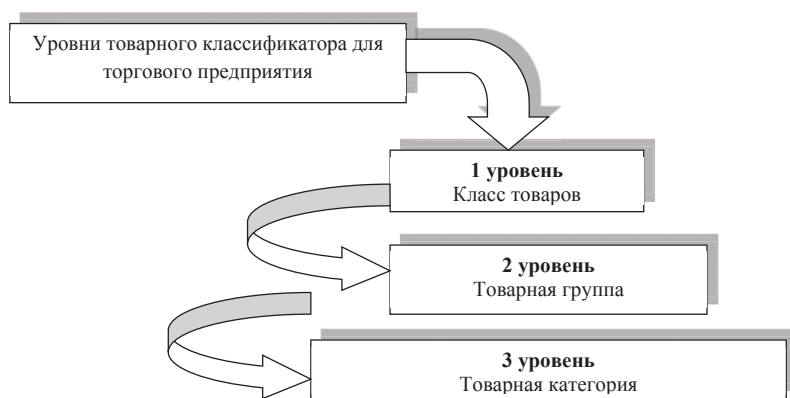 Уровни товарного классификатора для
торгового предприятия
1 уровень
Класс товаров
2 уровень
Товарная группа
3 уровень
Товарная категория